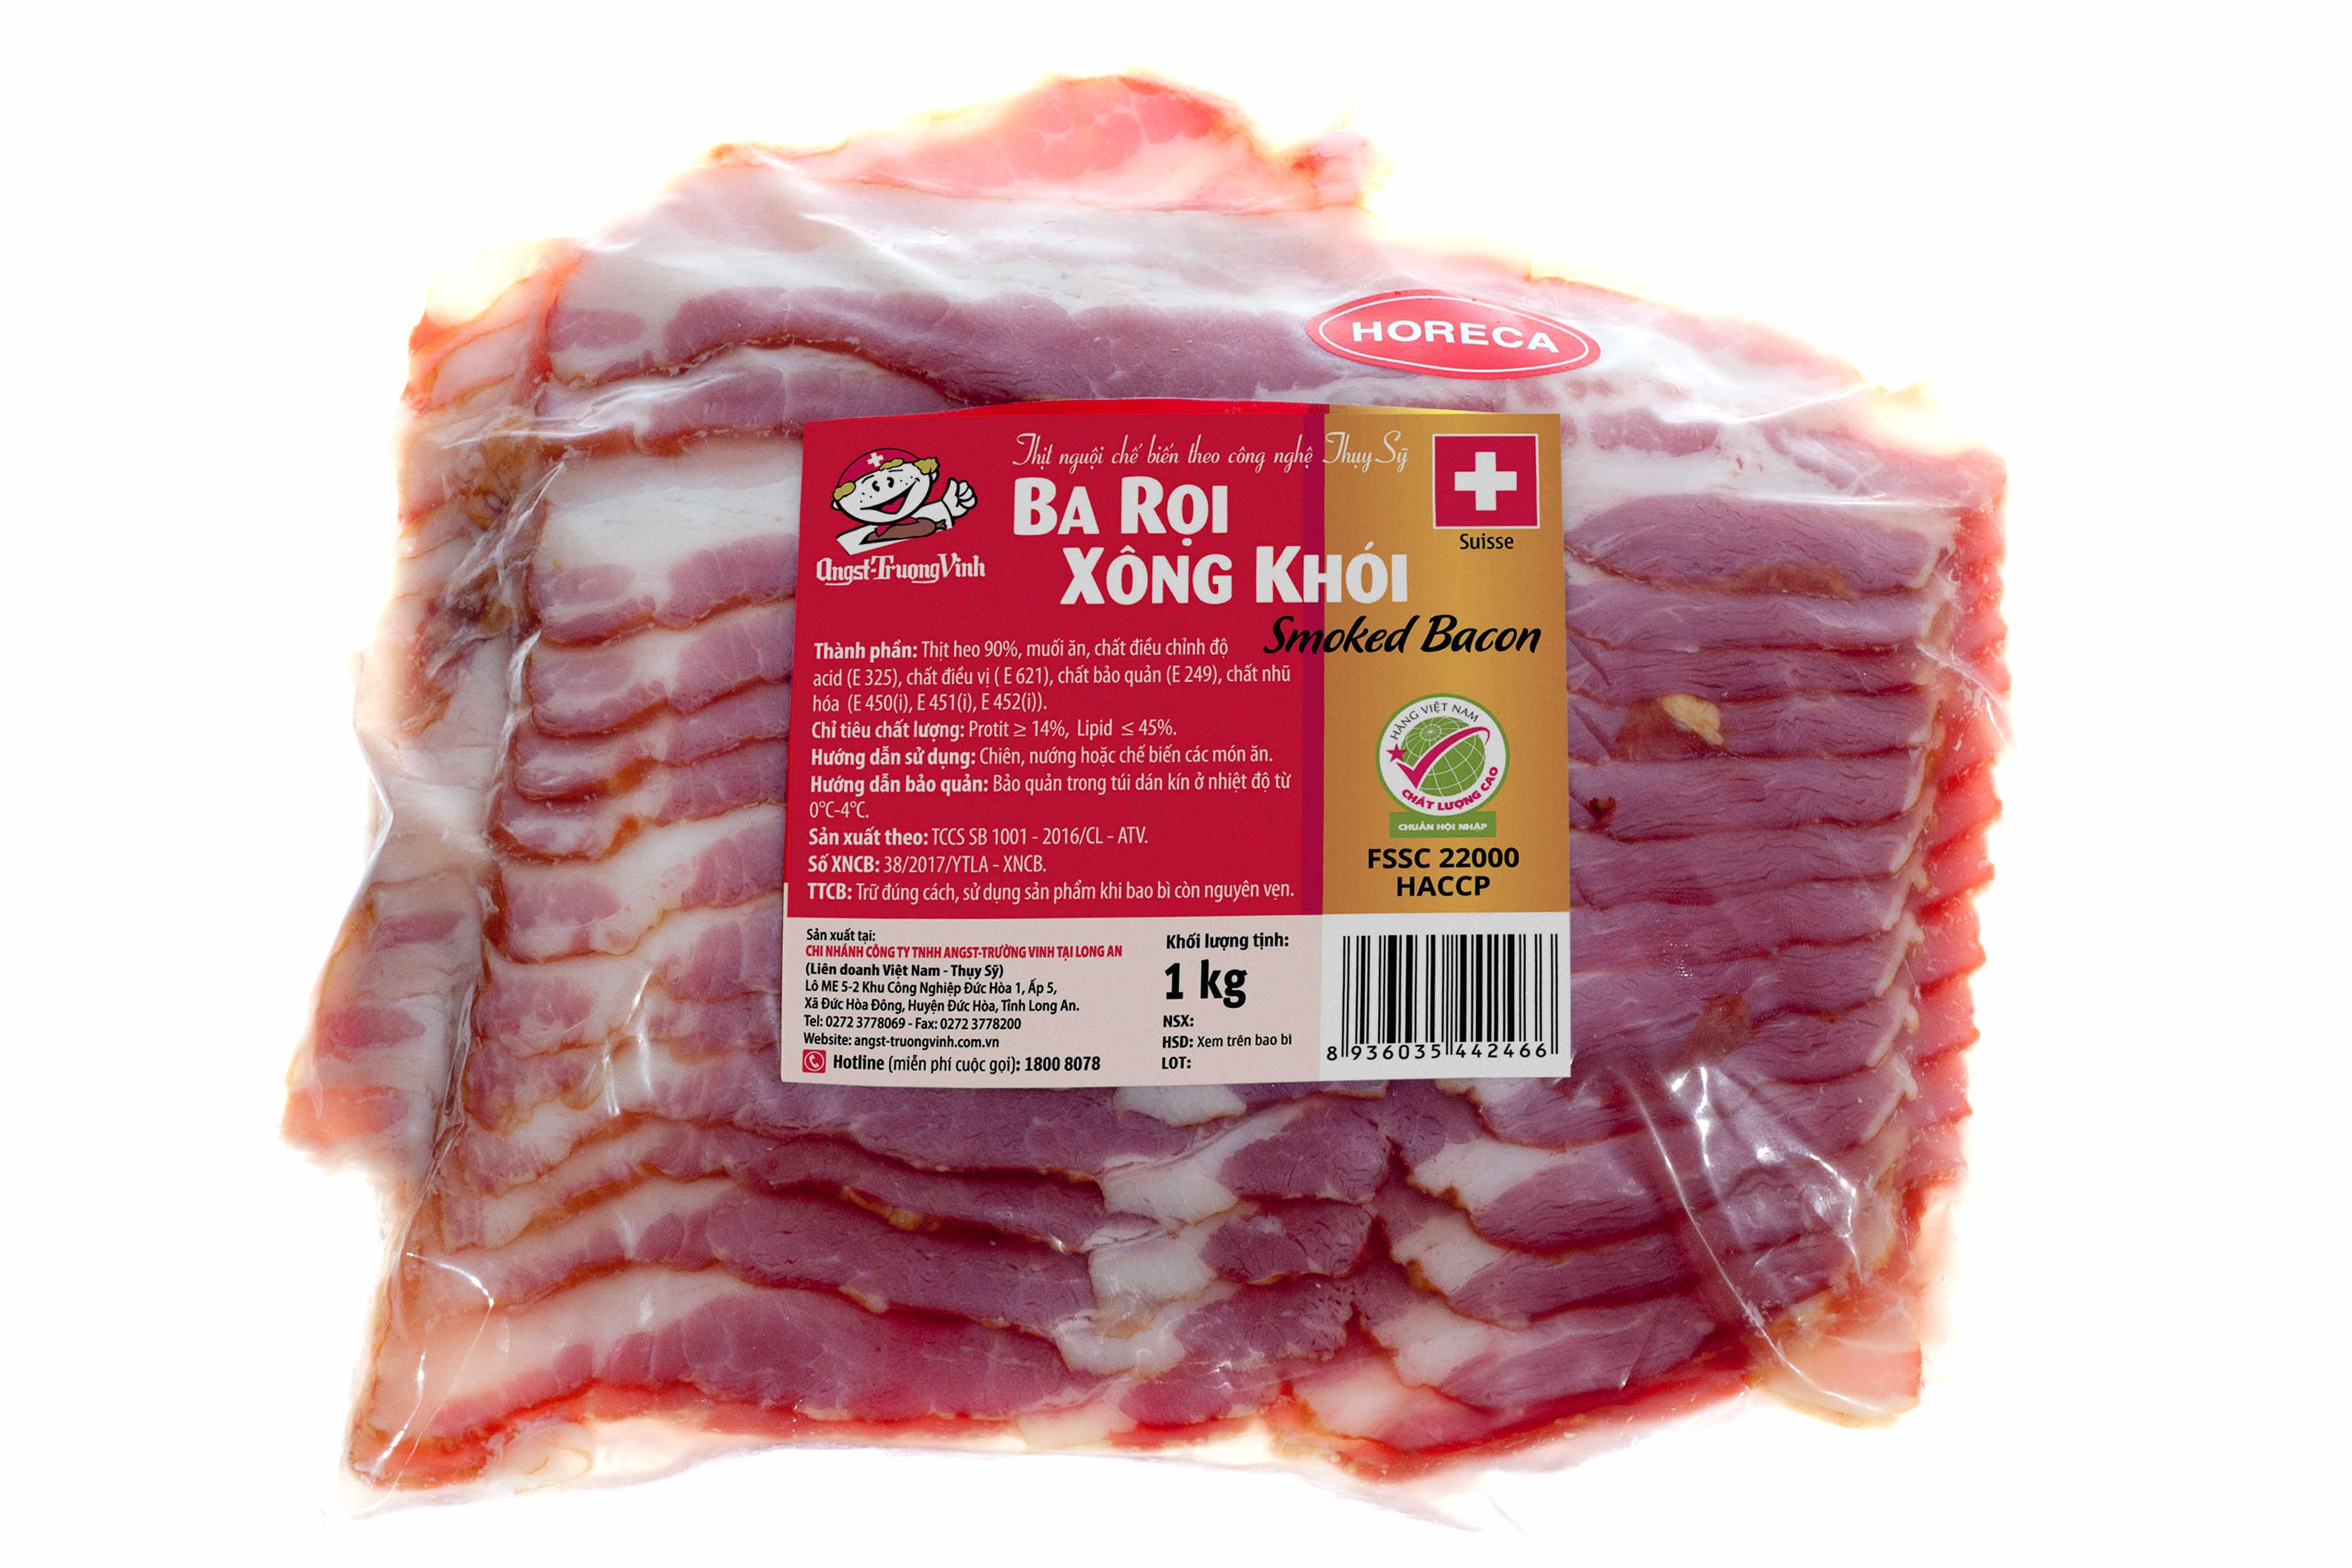 HORECA
Thịt nguội chế biến theo công nghệ Thụy Sỹ
BA RỌI
XÔNG KHÓI
Smoked Bacon
Angst-TruongVinh
Suisse
Thành phần: Thịt heo 90%, muối ăn, chất điều chỉnh độ
acid (E 325), chất điều vị ( E 621), chất bảo quản (E 249), chất nhũ
hóa (E 450(i), E 451(i), E 452(i)).
Chỉ tiêu chất lượng: Protit ≥ 14%, Lipid ≤ 45%.
Hướng dẫn sử dụng: Chiên, nướng hoặc chế biến các món ăn.
Hướng dẫn bảo quản: Bảo quản trong túi dán kín ở nhiệt độ từ
0°C-4°C.
Sản xuất theo: TCCS SB 1001 - 2016/CL - ATV.
Số XNCB: 38/2017/YTLA - XNCB.
TTCB: Trữ đúng cách, sử dụng sản phẩm khi bao bì còn nguyên vẹn.
HÀNG VIỆT NAM
CHẤT LƯỢNG CAO
CHUẨN HỘI NHẬP
FSSC 22000
HACCP
Sản xuất tại:
CHI NHÁNH CÔNG TY TNHH ANGST-TRƯỜNG VINH TẠI LONG AN
(Liên doanh Việt Nam - Thụy Sỹ)
Lô ME 5-2 Khu Công Nghiệp Đức Hòa 1, Ấp 5,
Xã Đức Hòa Đông, Huyện Đức Hòa, Tỉnh Long An.
Tel: 0272 3778069 - Fax: 0272 3778200
Website: angst-truongvinh.com.vn
Hotline (miễn phí cuộc gọi): 1800 8078
Khối lượng tịnh:
1 kg
NSX:
HSD: Xem trên bao bì
LOT:
8 936035 442466